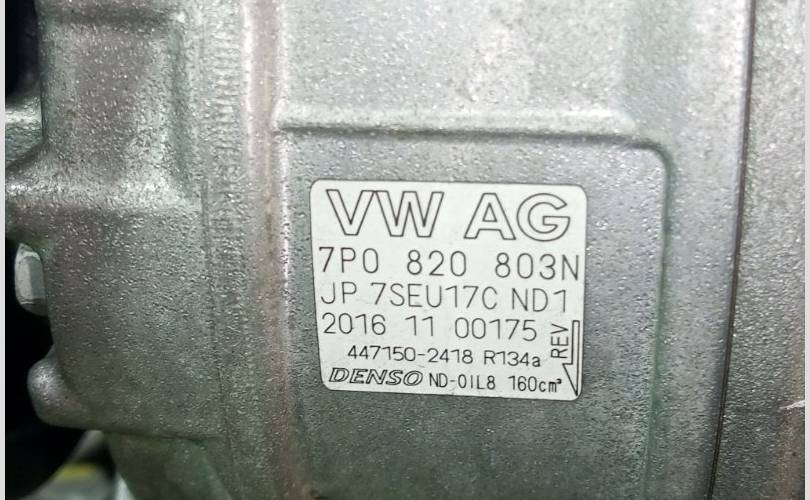 VW AG
7P0 820 803N
JP 7SEU17C ND1
2016 11 00175
REV
447150-2418 R134a
DENSO ND-OIL8 160cm³